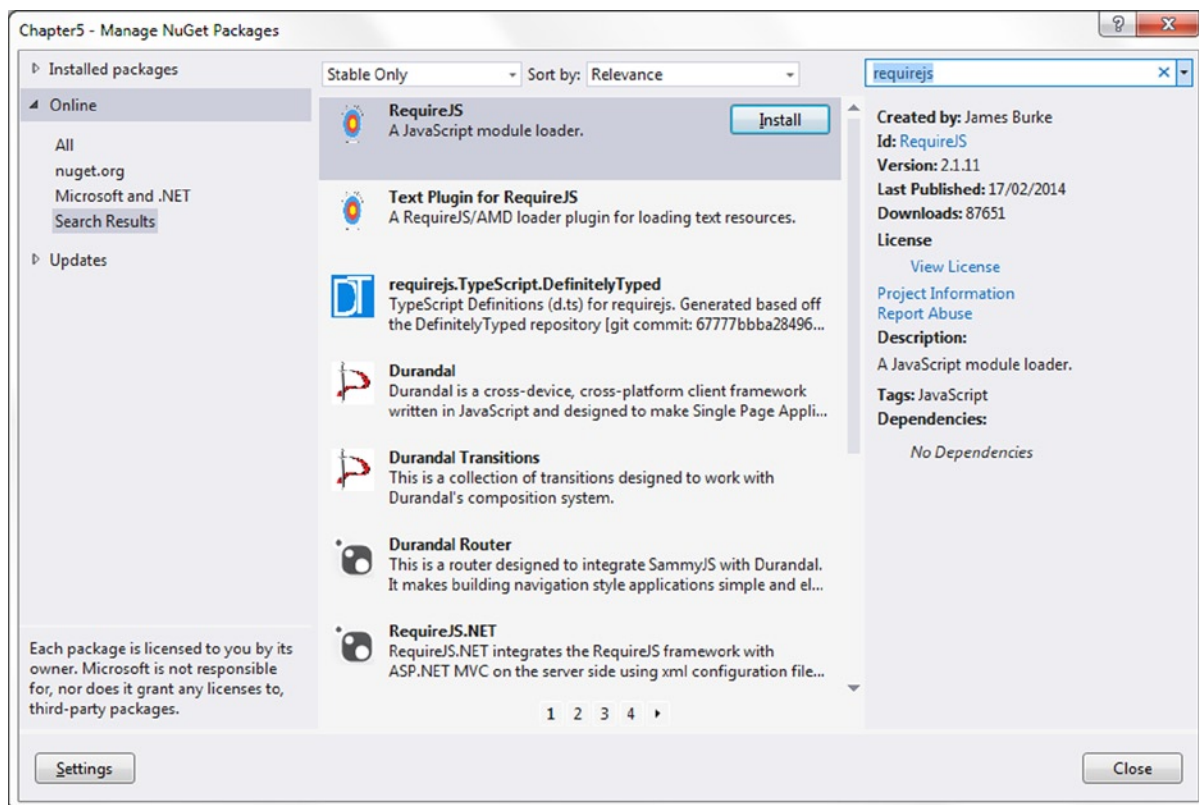 Chapter5 - Manage NuGet Packages
Installed packages
Online
All
nuget.org
Microsoft and .NET
Search Results
Updates
Each package is licensed to you by its
owner. Microsoft is not responsible
for, nor does it grant any licenses to,
third-party packages.
Settings
Stable Only
Sort by: Relevance
RequireJS
A JavaScript module loader.
Install
Text Plugin for RequireJS
A RequireJS/AMD loader plugin for loading text resources.
requirejs.TypeScript.DefinitelyTyped
TypeScript Definitions (d.ts) for requirejs. Generated based off
the DefinitelyTyped repository [git commit: 67777bbba28496...
Durandal
Durandal is a cross-device, cross-platform client framework
written in JavaScript and designed to make Single Page Appli...
Durandal Transitions
This is a collection of transitions designed to work with
Durandal's composition system.
Durandal Router
This is a router designed to integrate SammyJS with Durandal.
It makes building navigation style applications simple and el...
RequireJS.NET
RequireJS.NET integrates the RequireJS framework with
ASP.NET MVC on the server side using xml configuration file...
1 2 3 4
requirejs
Created by: James Burke
Id: RequireJS
Version: 2.1.11
Last Published: 17/02/2014
Downloads: 87651
License
View License
Project Information
Report Abuse
Description:
A JavaScript module loader.
Tags: JavaScript
Dependencies:
No Dependencies
Close